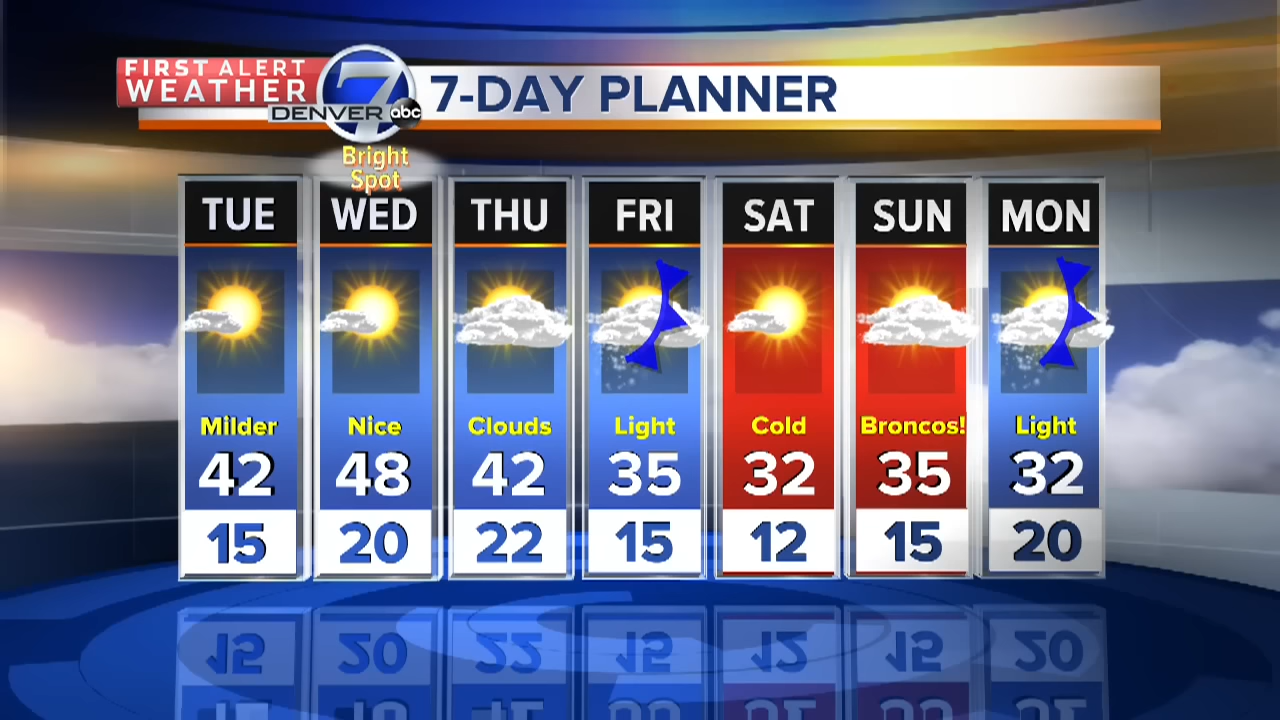 FIRST ALERT
WEATHER
7
DENVER abc
7-DAY PLANNER
Bright
Spot
TUE WED THU FRI SAT SUN MON
Milder Nice Clouds Light Cold Broncos! Light
42 48 42 35 32 35 32
15 20 22 15 12 15 20